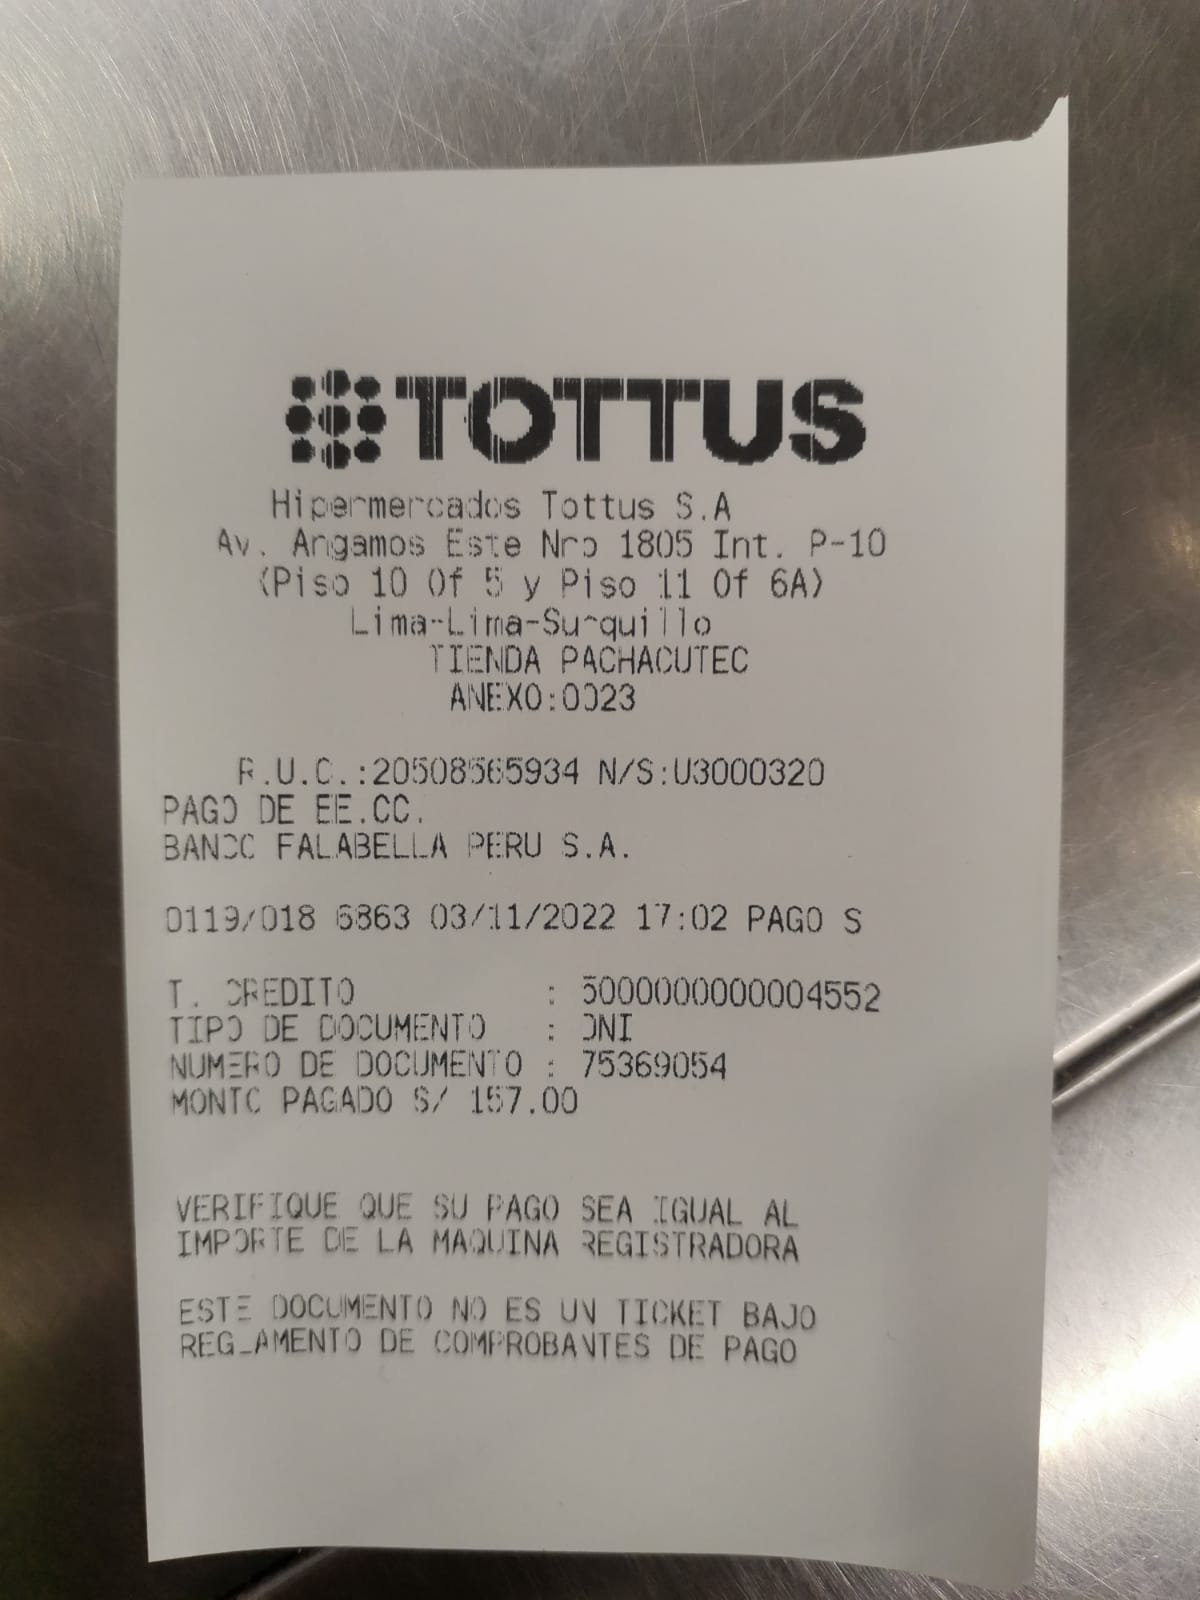 TOTTUS
Hipermercados Tottus S.A
Av. Angamos Este Nro 1805 Int. P-10
(Piso 10 Of 5 y Piso 11 Of 6A)
Lima-Lima-Surquillo
TIENDA PACHACUTEC
ANEXO:0023
R.U.C.:20508565934 N/S:U3000320
PAGO DE EE.CC.
BANCO FALABELLA PERU S.A.
0119/018 6863 03/11/2022 17:02 PAGO S
T. CREDITO : 5000000000004552
TIPO DE DOCUMENTO : DNI
NUMERO DE DOCUMENTO : 75369054
MONTO PAGADO S/ 157.00
VERIFIQUE QUE SU PAGO SEA IGUAL AL
IMPORTE DE LA MAQUINA REGISTRADORA
ESTE DOCUMENTO NO ES UN TICKET BAJO
REGLAMENTO DE COMPROBANTES DE PAGO